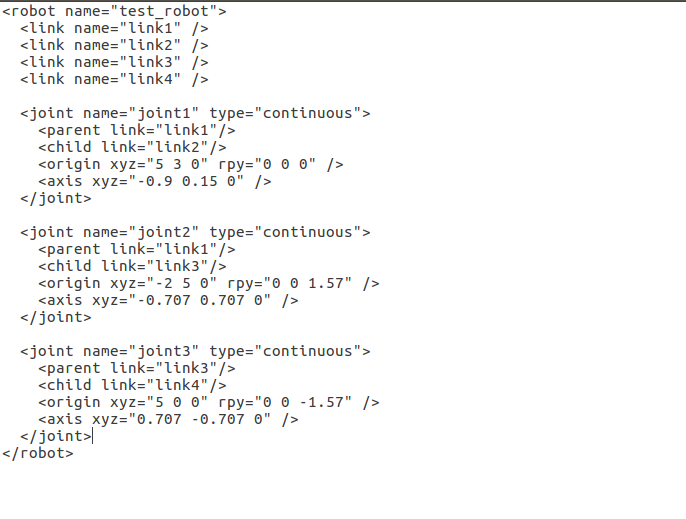 <robot name="test_robot">
  <link name="link1" />
  <link name="link2" />
  <link name="link3" />
  <link name="link4" />

  <joint name="joint1" type="continuous">
    <parent link="link1"/>
    <child link="link2"/>
    <origin xyz="5 3 0" rpy="0 0 0" />
    <axis xyz="-0.9 0.15 0" />
  </joint>

  <joint name="joint2" type="continuous">
    <parent link="link1"/>
    <child link="link3"/>
    <origin xyz="-2 5 0" rpy="0 0 1.57" />
    <axis xyz="-0.707 0.707 0" />
  </joint>

  <joint name="joint3" type="continuous">
    <parent link="link3"/>
    <child link="link4"/>
    <origin xyz="5 0 0" rpy="0 0 -1.57" />
    <axis xyz="0.707 -0.707 0" />
  </joint>
</robot>